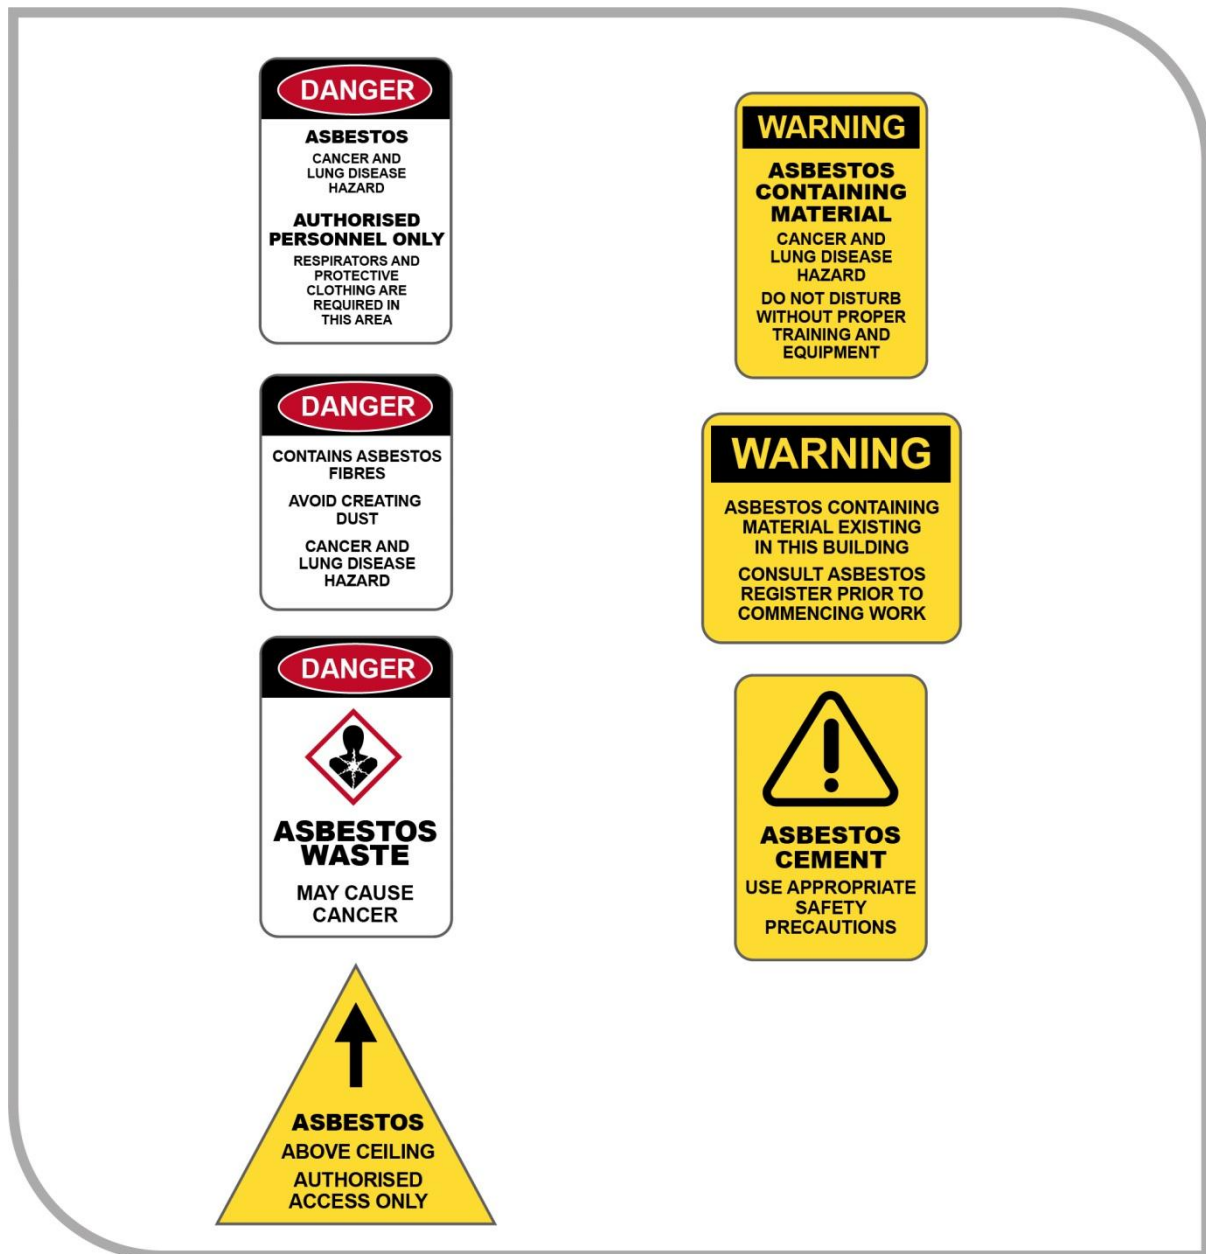 DANGER
ASBESTOS
CANCER AND
LUNG DISEASE
HAZARD
AUTHORISED
PERSONNEL ONLY
RESPIRATORS AND
PROTECTIVE
CLOTHING ARE
REQUIRED IN
THIS AREA
DANGER
CONTAINS ASBESTOS
FIBRES
AVOID CREATING
DUST
CANCER AND
LUNG DISEASE
HAZARD
DANGER
ASBESTOS
WASTE
MAY CAUSE
CANCER
ASBESTOS
ABOVE CEILING
AUTHORISED
ACCESS ONLY
WARNING
ASBESTOS
CONTAINING
MATERIAL
CANCER AND
LUNG DISEASE
HAZARD
DO NOT DISTURB
WITHOUT PROPER
TRAINING AND
EQUIPMENT
WARNING
ASBESTOS CONTAINING
MATERIAL EXISTING
IN THIS BUILDING
CONSULT ASBESTOS
REGISTER PRIOR TO
COMMENCING WORK
ASBESTOS
CEMENT
USE APPROPRIATE
SAFETY
PRECAUTIONS